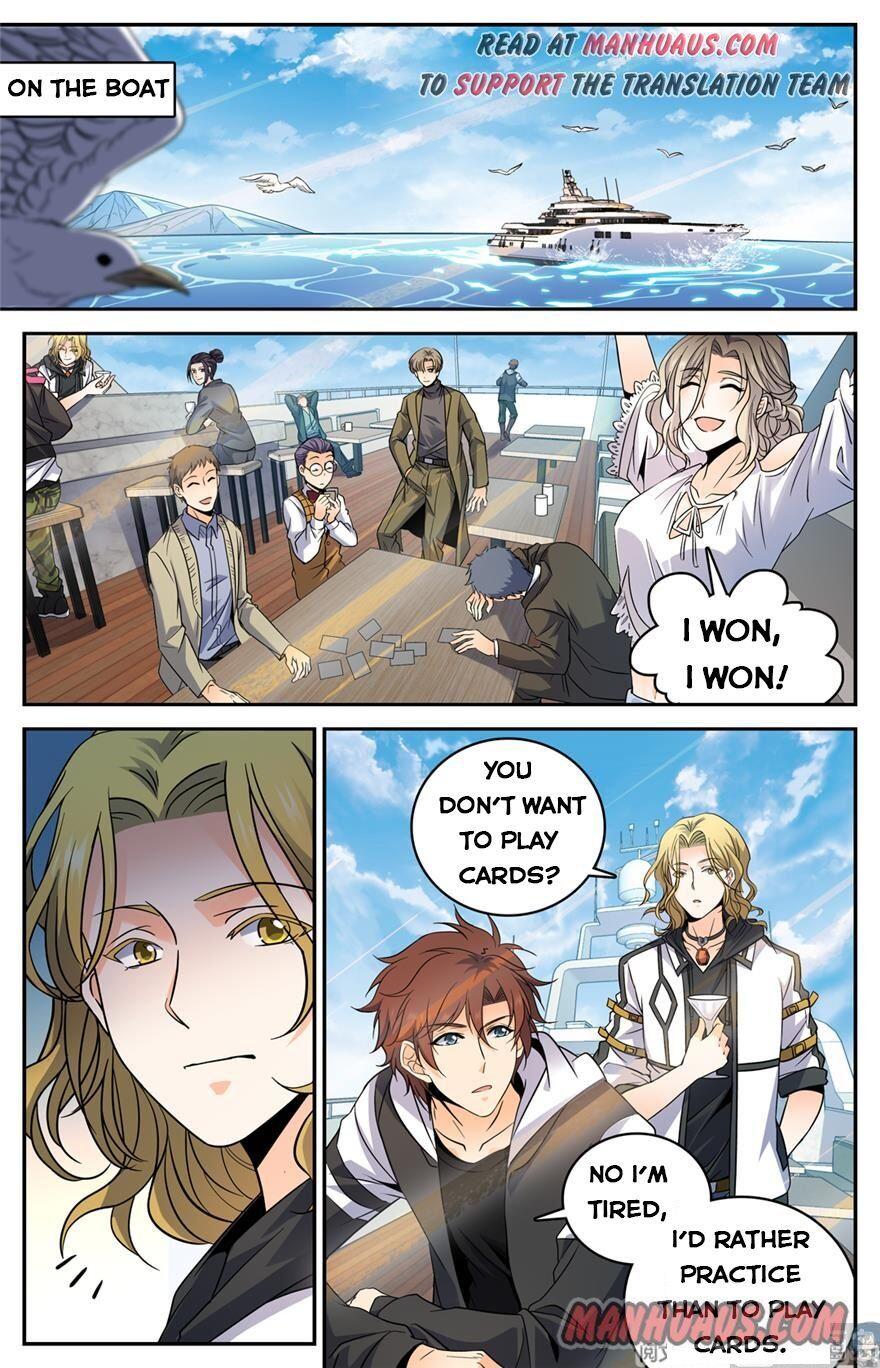 READ AT MANHUAUS.COM
TO SUPPORT THE TRANSLATION TEAM
ON THE BOAT
I WON,
I WON!
YOU
DON'T WANT
TO PLAY
CARDS?
NO I'M
TIRED,
I'D RATHER
PRACTICE
THAN TO PLAY
CARDS.
MANHUAUS.COM